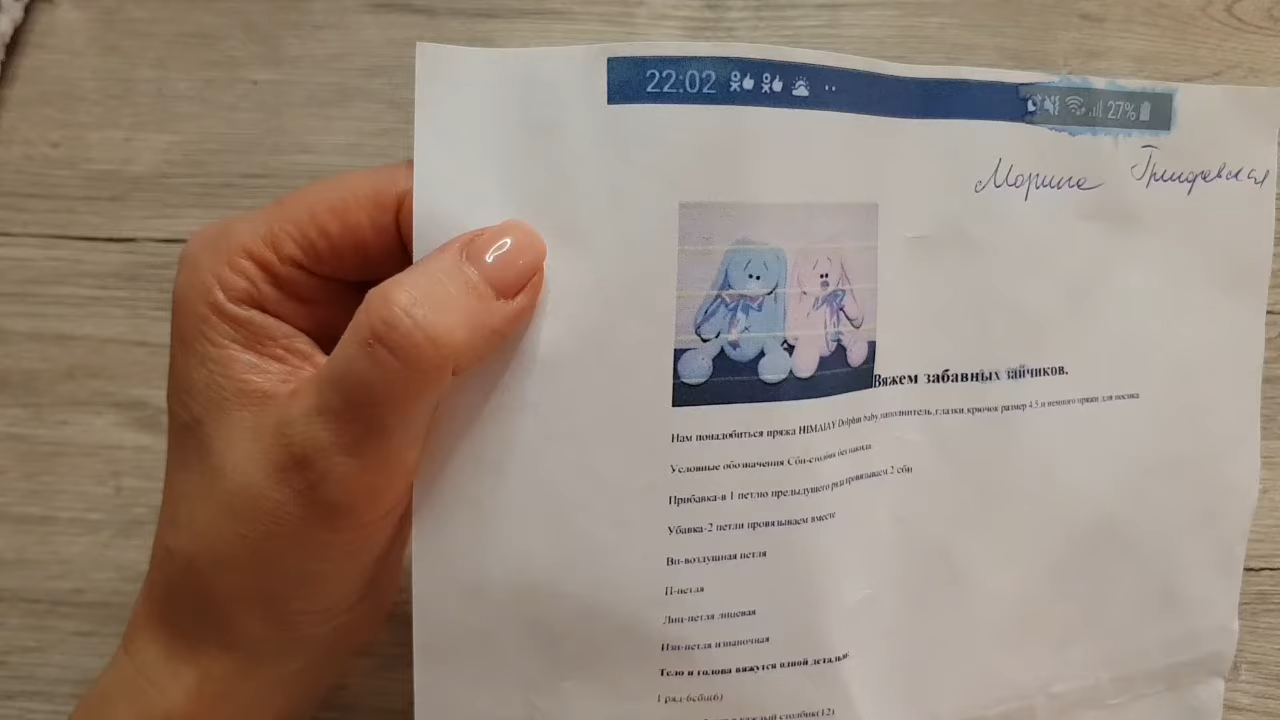 22:02 27%
Марина
Вяжем забавных зайчиков.
Нам понадобиться пряжа HIMALAY Dolphin baby,наполнитель,глазки,крючок размер 4.5.и немного пряжи для носика
Условные обозначения Сбн-столбик без накида.
Прибавка-в 1 петлю предыдущего ряда провязываем 2 сбн
Убавка-2 петли провязываем вместе
Вп-воздушная петля
П-петля
Лиц-петля лицевая
Изн-петля изнаночная
Тело и голова вяжутся одной деталью.
1 ряд-6сбн(6)
в каждый столбик(12)